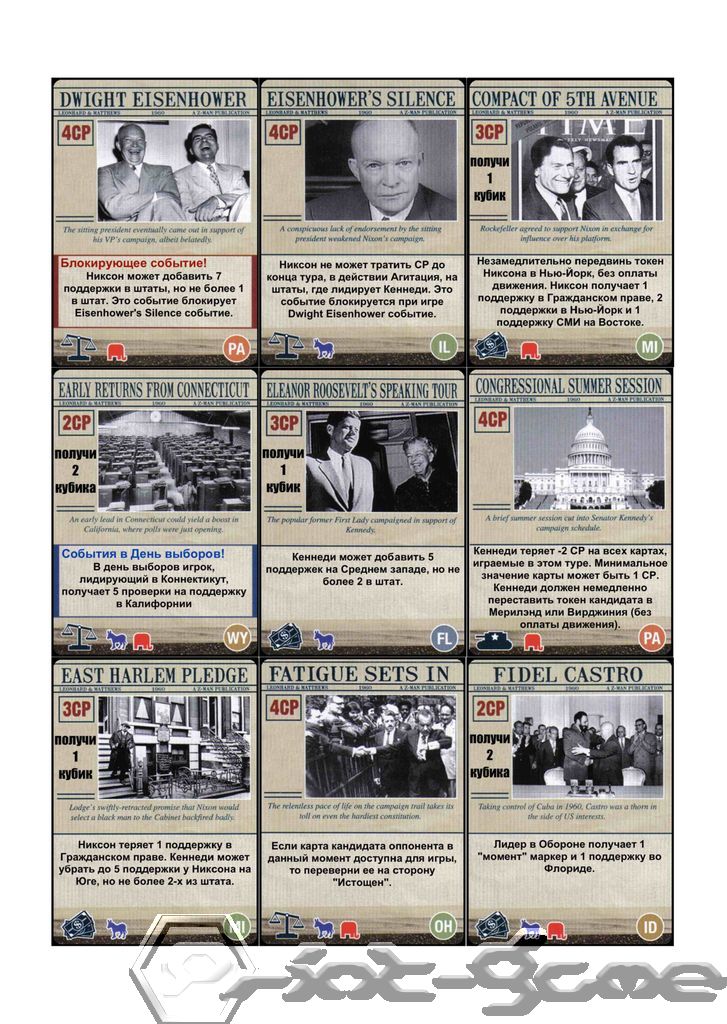 DWIGHT EISENHOWER
LEONHARD & MATTHEWS 1960 A Z-MAN PUBLICATION
4CP
The sitting president eventually came out in support of
his VP's campaign, albeit belatedly.
Блокирующее событие!
Никсон может добавить 7
поддержки в штаты, но не более 1
в штат. Это событие блокирует
Eisenhower's Silence событие.
PA
EISENHOWER'S SILENCE
LEONHARD & MATTHEWS 1960 A Z-MAN PUBLICATION
4CP
A conspicuous lack of endorsement by the sitting
president weakened Nixon's campaign.
Никсон не может тратить CP до
конца тура, в действии Агитация, на
штаты, где лидирует Кеннеди. Это
событие блокируется при игре
Dwight Eisenhower событие.
IL
COMPACT OF 5TH AVENUE
LEONHARD & MATTHEWS 1960 A Z-MAN PUBLICATION
3CP
получи
1
кубик
TIME
Rockefeller agreed to support Nixon in exchange for
influence over his platform.
Незамедлительно передвинь токен
Никсона в Нью-Йорк, без оплаты
движения. Никсон получает 1
поддержку в Гражданском праве, 2
поддержки в Нью-Йорк и 1
поддержку СМИ на Востоке.
MI
EARLY RETURNS FROM CONNECTICUT
LEONHARD & MATTHEWS 1960 A Z-MAN PUBLICATION
2CP
получи
2
кубика
An early lead in Connecticut could yield a boost in
California, where polls were just opening.
События в День выборов!
В день выборов игрок,
лидирующий в Коннектикут,
получает 5 проверки на поддержку
в Калифорнии
WY
ELEANOR ROOSEVELT'S SPEAKING TOUR
LEONHARD & MATTHEWS 1960 A Z-MAN PUBLICATION
3CP
получи
1
кубик
The popular former First Lady campaigned in support of
Kennedy.
Кеннеди может добавить 5
поддержек на Среднем западе, но не
более 2 в штат.
FL
CONGRESSIONAL SUMMER SESSION
LEONHARD & MATTHEWS 1960 A Z-MAN PUBLICATION
4CP
A brief summer session cut into Senator Kennedy's
campaign schedule.
Кеннеди теряет -2 CP на всех картах,
играемые в этом туре. Минимальное
значение карты может быть 1 CP.
Кеннеди должен немедленно
переставить токен кандидата в
Мерилэнд или Вирджиния (без
оплаты движения).
PA
EAST HARLEM PLEDGE
LEONHARD & MATTHEWS 1960 A Z-MAN PUBLICATION
3CP
получи
1
кубик
Lodge's swiftly-retracted promise that Nixon would
select a black man to the Cabinet backfired badly.
Никсон теряет 1 поддержку в
Гражданском праве. Кеннеди может
убрать до 5 поддержки у Никсона на
Юге, но не более 2-х из штата.
MI
FATIGUE SETS IN
LEONHARD & MATTHEWS 1960 A Z-MAN PUBLICATION
4CP
The relentless pace of life on the campaign trail takes its
toll on even the hardiest constitution.
Если карта кандидата оппонента в
данный момент доступна для игры,
то переверни ее на сторону
"Истощен".
OH
FIDEL CASTRO
LEONHARD & MATTHEWS 1960 A Z-MAN PUBLICATION
2CP
получи
2
кубика
Taking control of Cuba in 1960, Castro was a thorn in
the side of US interests.
Лидер в Обороне получает 1
"момент" маркер и 1 поддержку во
Флориде.
ID